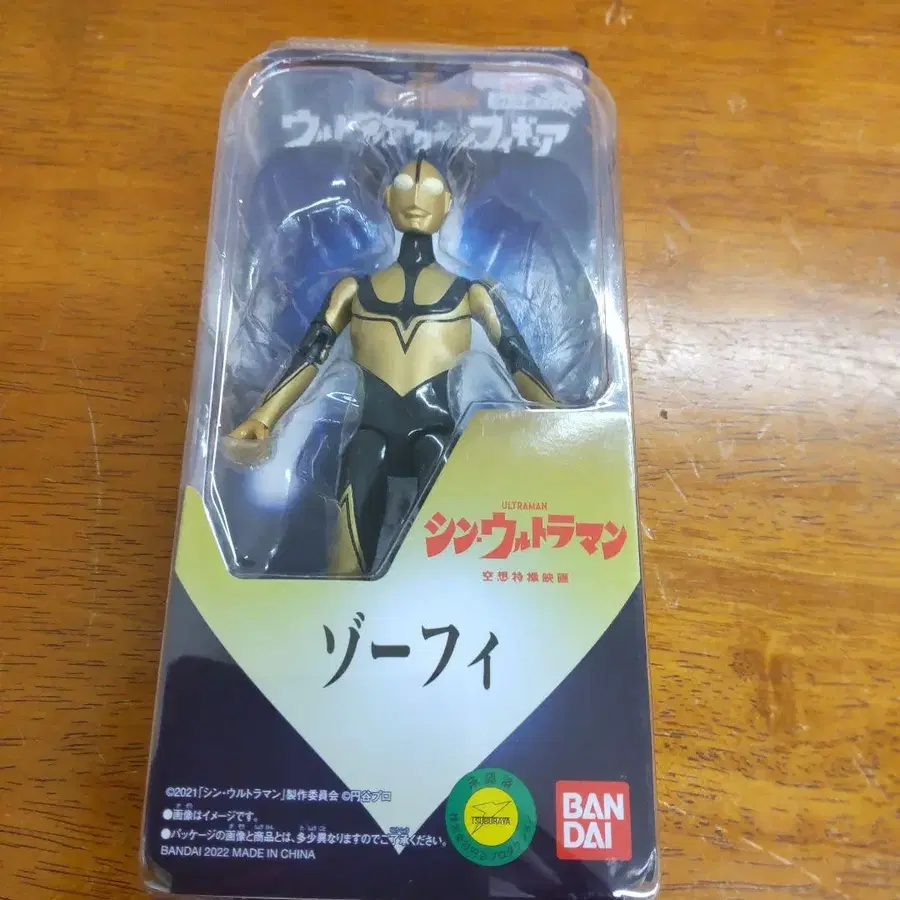 ウルトラアクションフィギュア
ULTRAMAN
シン・ウルトラマン
空想特撮映画
ゾーフィ
©2021「シン・ウルトラマン」製作委員会 ©円谷プロ
●画像はイメージです。
●パッケージの画像と商品とは、多少異なりますのでご了承ください。
BANDAI 2022 MADE IN CHINA
TSUBURAYA
BAN
DAI